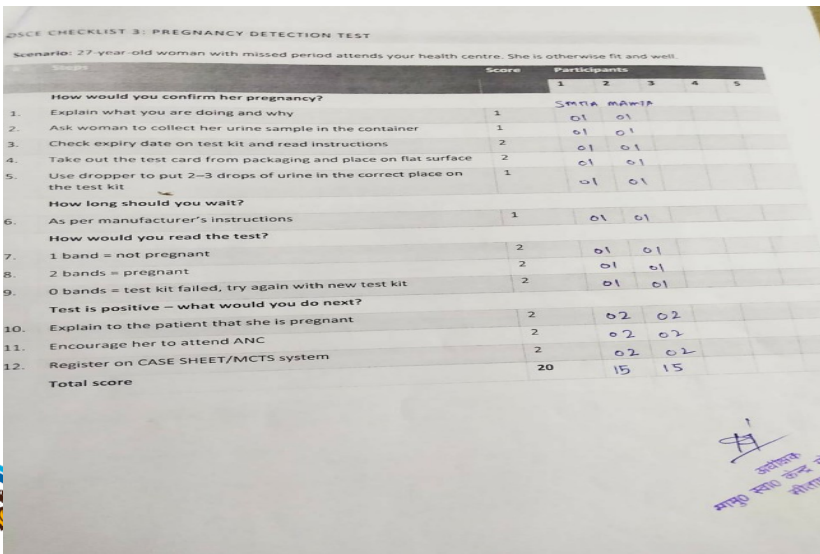 OSCE CHECKLIST 3: PREGNANCY DETECTION TEST
Scenario: 27-year-old woman with missed period attends your health centre. She is otherwise fit and well.
Steps Score Participants
1 2 3 4 5
How would you confirm her pregnancy? MAMTA
1. Explain what you are doing and why 1 01 01
2. Ask woman to collect her urine sample in the container 1 01 01
3. Check expiry date on test kit and read instructions 2 01 01
4. Take out the test card from packaging and place on flat surface 2 01 01
5. Use dropper to put 2–3 drops of urine in the correct place on 1 01 01
the test kit
How long should you wait?
6. As per manufacturer's instructions 1 01 01
How would you read the test?
7. 1 band = not pregnant 2 01 01
8. 2 bands = pregnant 2 01 01
9. 0 bands = test kit failed, try again with new test kit 2 01 01
Test is positive – what would you do next?
10. Explain to the patient that she is pregnant 2 02 02
11. Encourage her to attend ANC 2 02 02
12. Register on CASE SHEET/MCTS system 2 02 02
Total score 20 15 15
अधीक्षक
सामु0 स्वा0 केन्द्र